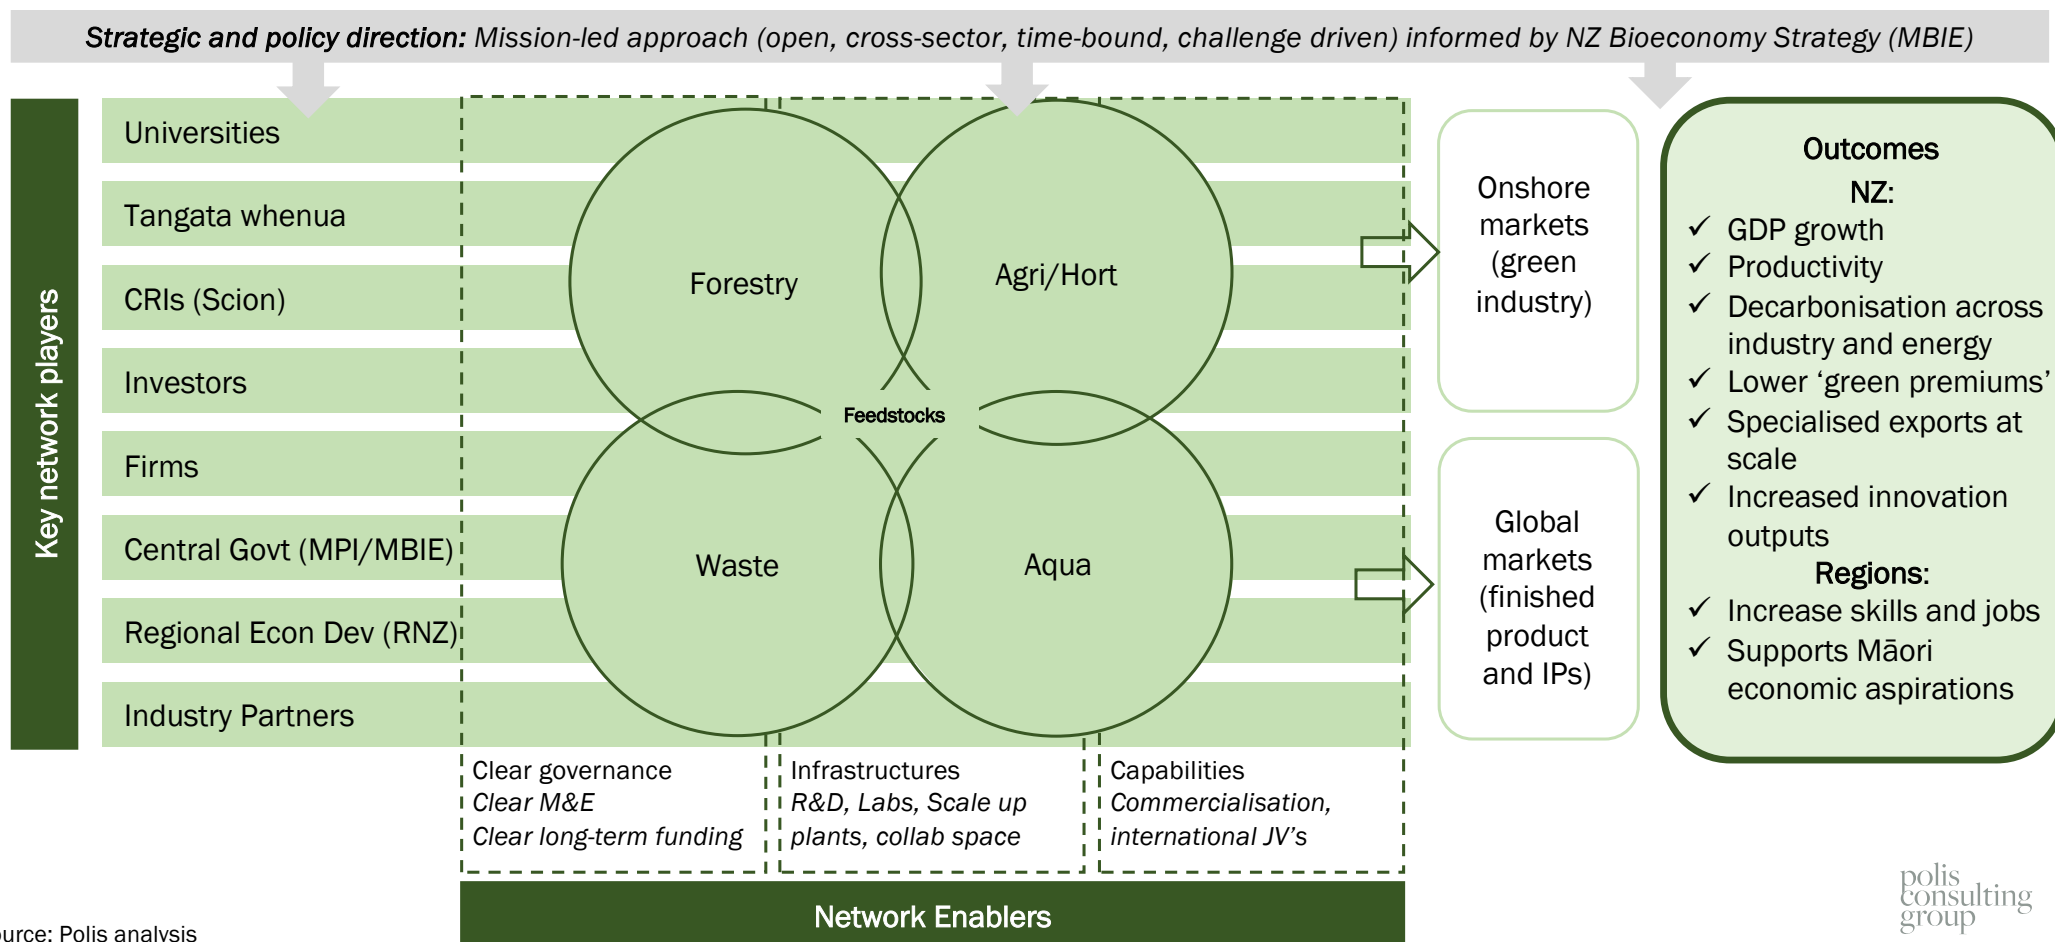 Strategic and policy direction: Mission-led approach (open, cross-sector, time-bound, challenge driven) informed by NZ Bioeconomy Strategy (MBIE)
Key network players
Universities
Tangata whenua
CRIs (Scion)
Investors
Firms
Central Govt (MPI/MBIE)
Regional Econ Dev (RNZ)
Industry Partners
Forestry
Agri/Hort
Feedstocks
Waste
Aqua
Clear governance
Clear M&E
Clear long-term funding
Infrastructures
R&D, Labs, Scale up
plants, collab space
Capabilities
Commercialisation,
international JV's
Network Enablers
Onshore
markets
(green
industry)
Global
markets
(finished
product
and IPs)
Outcomes
NZ:
✓ GDP growth
✓ Productivity
✓ Decarbonisation across
industry and energy
✓ Lower ‘green premiums’
✓ Specialised exports at
scale
✓ Increased innovation
outputs
Regions:
✓ Increase skills and jobs
✓ Supports Māori
economic aspirations
polis
consulting
group
ource: Polis analysis